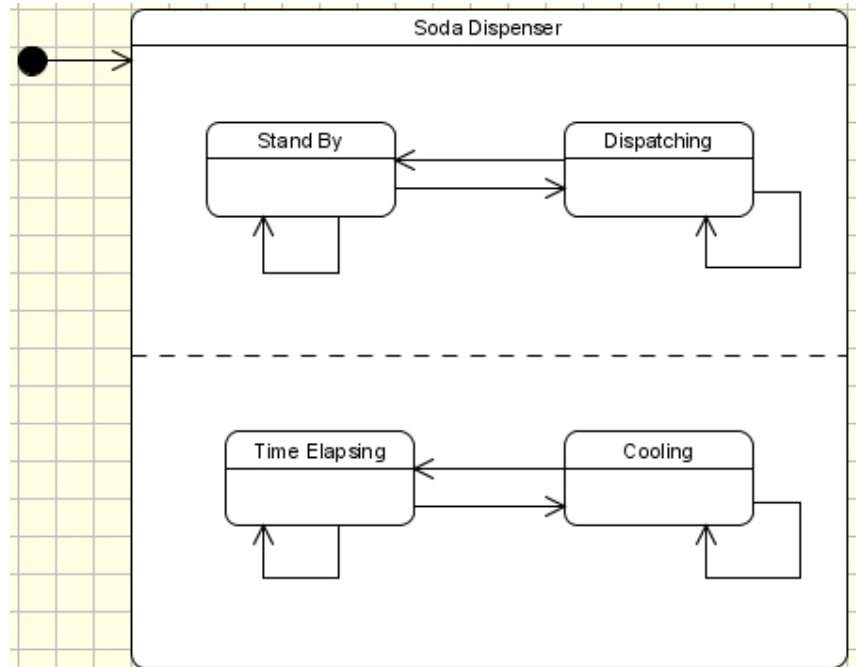 Soda Dispenser
Stand By
Dispatching
Time Elapsing
Cooling